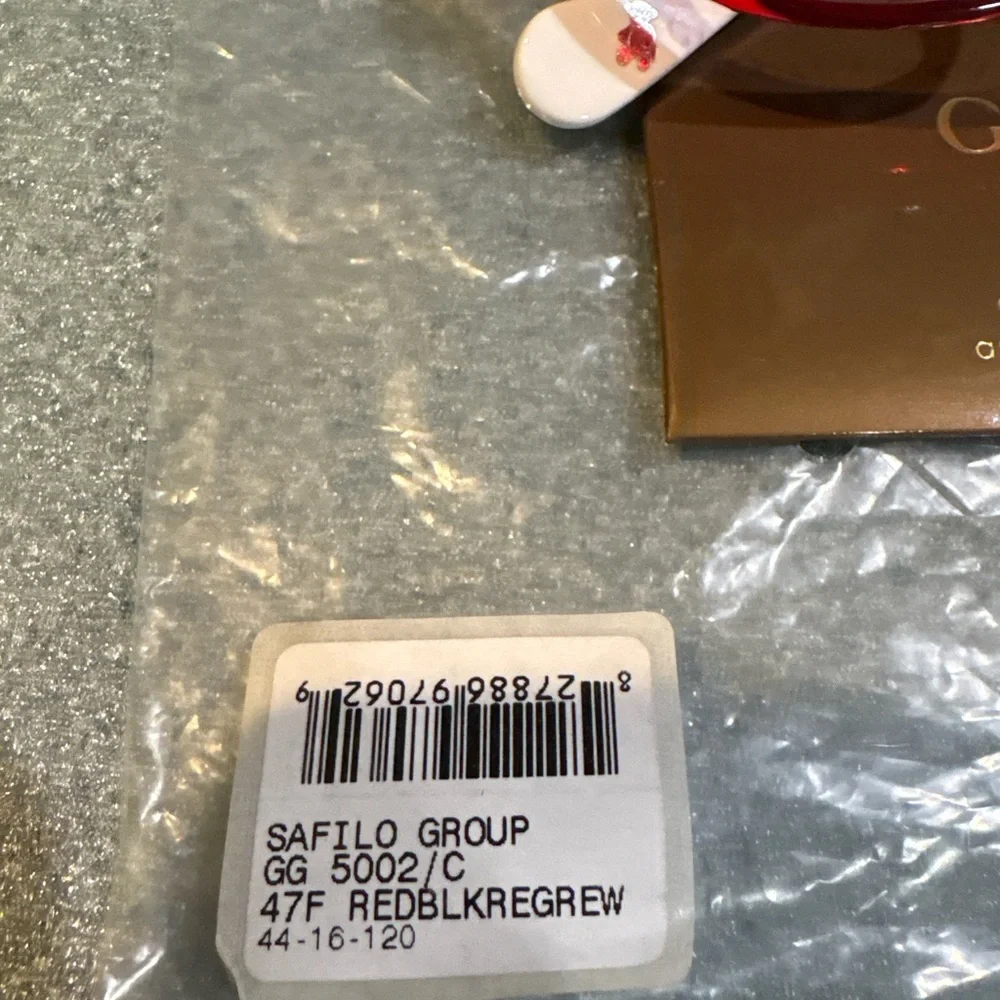 G
8 27886 97062 9
SAFILO GROUP
GG 5002/C
47F REDBLKREGREW
44-16-120